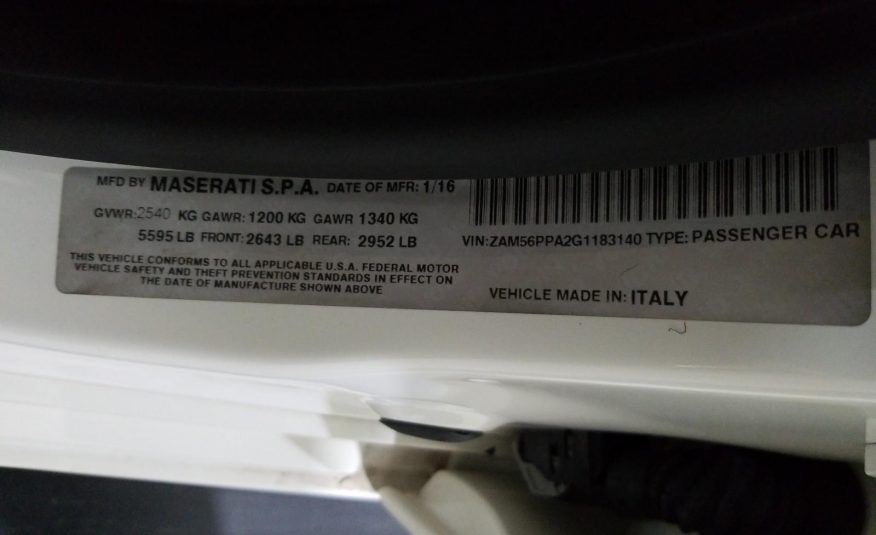 MFD BY MASERATI S.P.A. DATE OF MFR: 1/16
GVWR:2540 KG GAWR: 1200 KG GAWR 1340 KG
5595 LB FRONT: 2643 LB REAR: 2952 LB
THIS VEHICLE CONFORMS TO ALL APPLICABLE U.S.A. FEDERAL MOTOR
VEHICLE SAFETY AND THEFT PREVENTION STANDARDS IN EFFECT ON
THE DATE OF MANUFACTURE SHOWN ABOVE
VIN:ZAM56PPA2G1183140 TYPE: PASSENGER CAR
VEHICLE MADE IN: ITALY